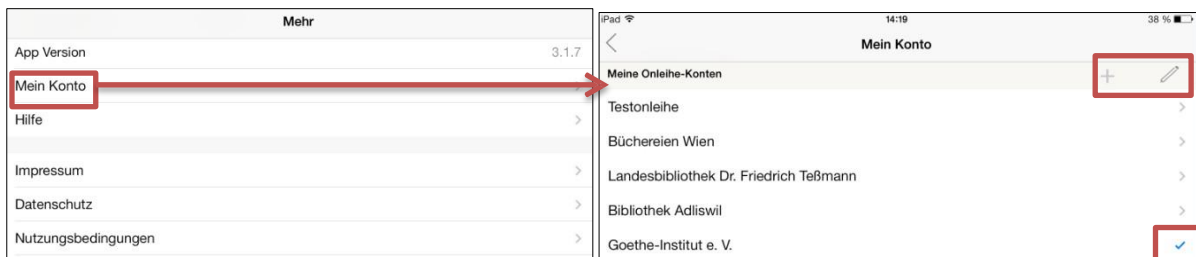 Mehr
App Version 3.1.7
Mein Konto
Hilfe
Impressum
Datenschutz
Nutzungsbedingungen
iPad 14:19 38 %
Mein Konto
Meine Onleihe-Konten
Testonleihe
Büchereien Wien
Landesbibliothek Dr. Friedrich Teßmann
Bibliothek Adliswil
Goethe-Institut e. V.